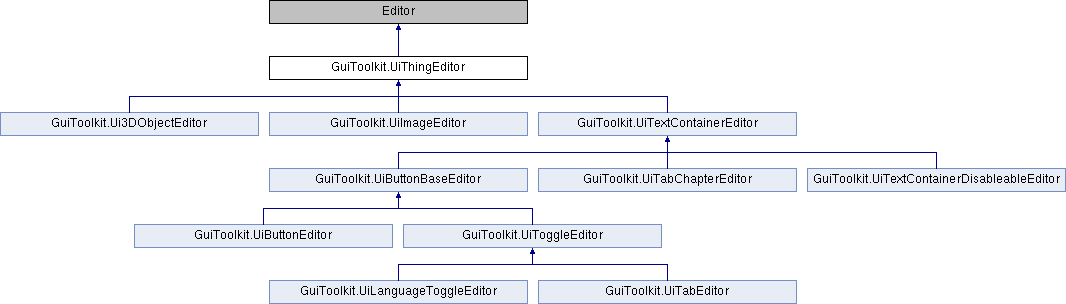 Editor
GuiToolkit.UiThingEditor
GuiToolkit.Ui3DObjectEditor
GuiToolkit.UiImageEditor
GuiToolkit.UiTextContainerEditor
GuiToolkit.UiButtonBaseEditor
GuiToolkit.UiTabChapterEditor
GuiToolkit.UiTextContainerDisableableEditor
GuiToolkit.UiButtonEditor
GuiToolkit.UiToggleEditor
GuiToolkit.UiLanguageToggleEditor
GuiToolkit.UiTabEditor